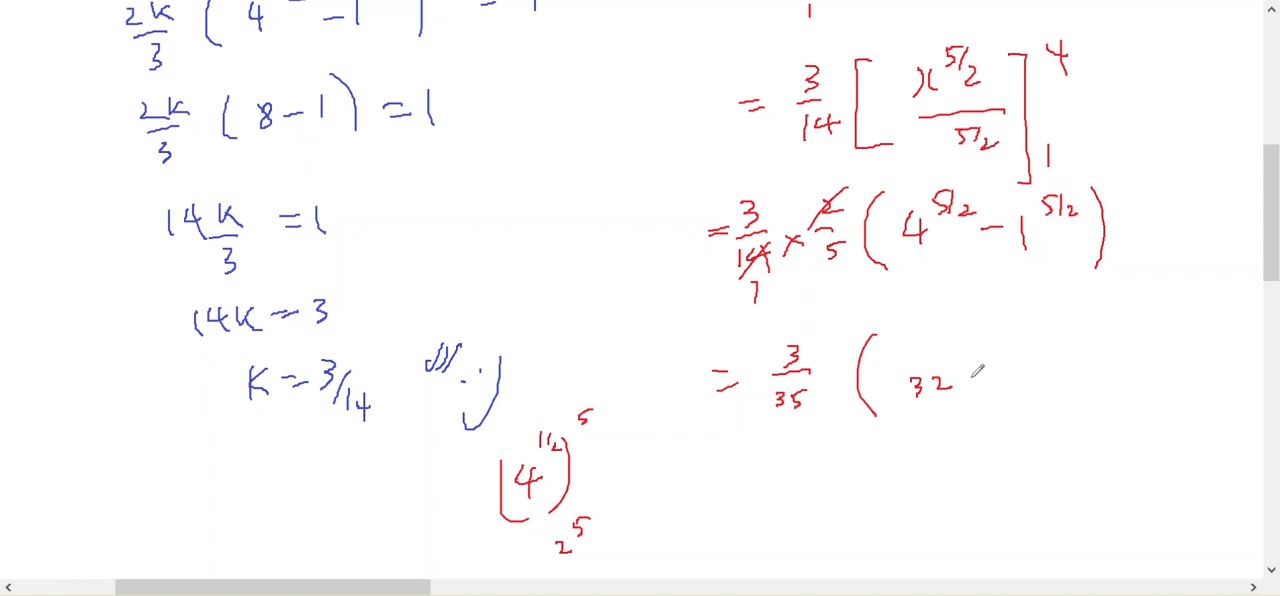 2k/3 ( 4 - 1 ) = 1
2k/3 ( 8 - 1 ) = 1
14k/3 = 1
14k = 3
k = 3/14
1
= 3/14 [ x^5/2 / 5/2 ]_1^4
= 3/14 × 2/5 ( 4^5/2 - 1^5/2 )
7
= 3/35 ( 32
(4^1/2)^5
2^5